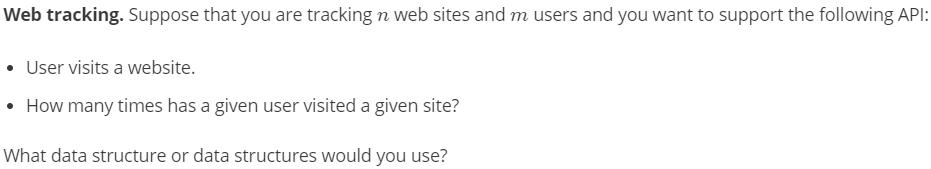 Web tracking. Suppose that you are tracking n web sites and m users and you want to support the following API:
• User visits a website.
• How many times has a given user visited a given site?
What data structure or data structures would you use?